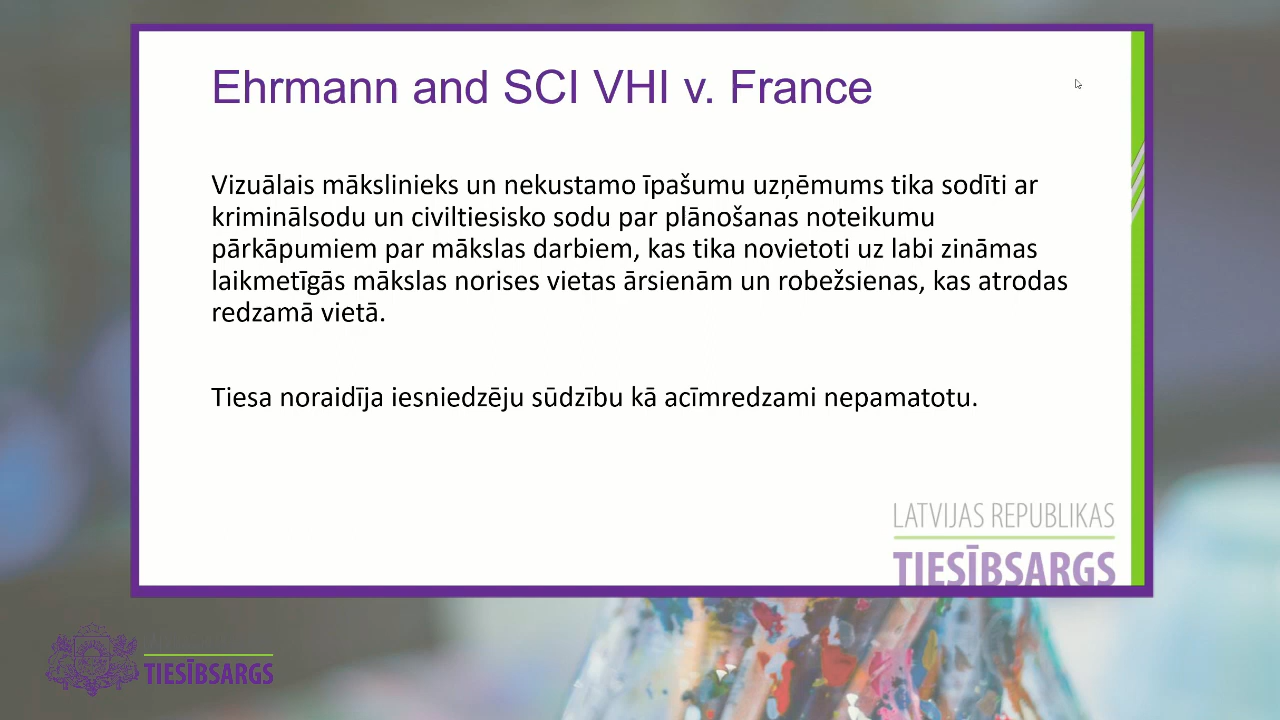 Ehrmann and SCI VHI v. France
Vizuālais mākslinieks un nekustamo īpašumu uzņēmums tika sodīti ar
kriminālsodu un civiltiesisko sodu par plānošanas noteikumu
pārkāpumiem par mākslas darbiem, kas tika novietoti uz labi zināmas
laikmetīgās mākslas norises vietas ārsienām un robežsienas, kas atrodas
redzamā vietā.
Tiesa noraidīja iesniedzēju sūdzību kā acīmredzami nepamatotu.
LATVIJAS REPUBLIKAS
TIESĪBSARGS
TIESĪBSARGS